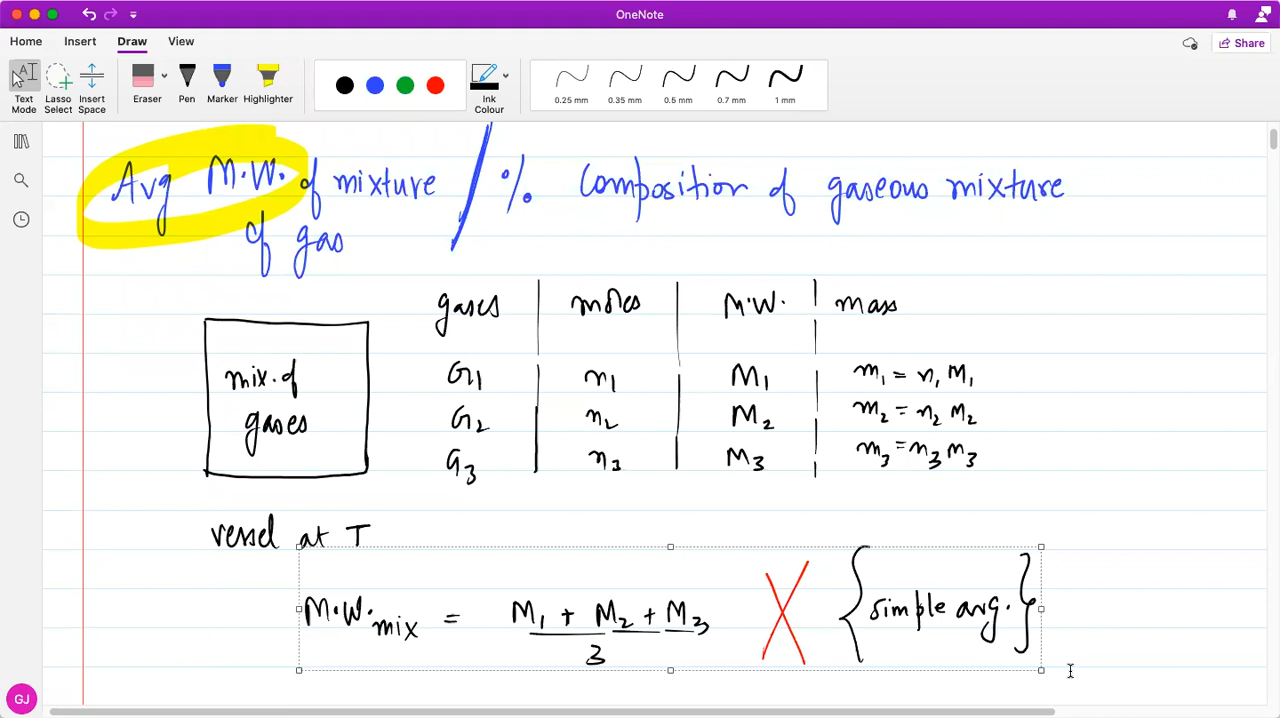 OneNote
Home Insert Draw View Share
Text Mode Lasso Select Insert Space Eraser Pen Marker Highlighter Ink Colour 0.25 mm 0.35 mm 0.5 mm 0.7 mm 1 mm
Avg M.W. of mixture / % Composition of gaseous mixture
of gas
gases moles M.W. mass
mix. of gases
G1 n1 M1 m1 = n1 M1
G2 n2 M2 m2 = n2 M2
G3 n3 M3 m3 = n3 M3
vessel at T
M.W.mix = M1 + M2 + M3 X {simple avg.}
3
GJ